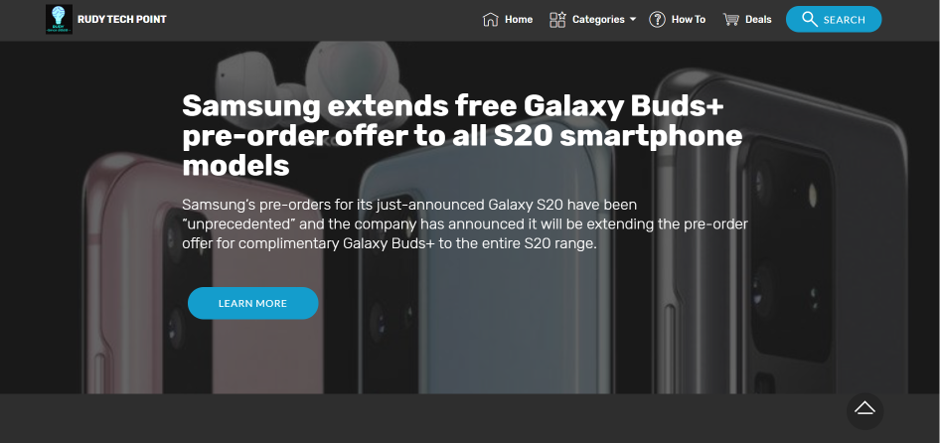 RUDY TECH POINT
Home
Categories
How To
Deals
SEARCH
Samsung extends free Galaxy Buds+
pre-order offer to all S20 smartphone
models
Samsung's pre-orders for its just-announced Galaxy S20 have been
“unprecedented” and the company has announced it will be extending the pre-order
offer for complimentary Galaxy Buds+ to the entire S20 range.
LEARN MORE